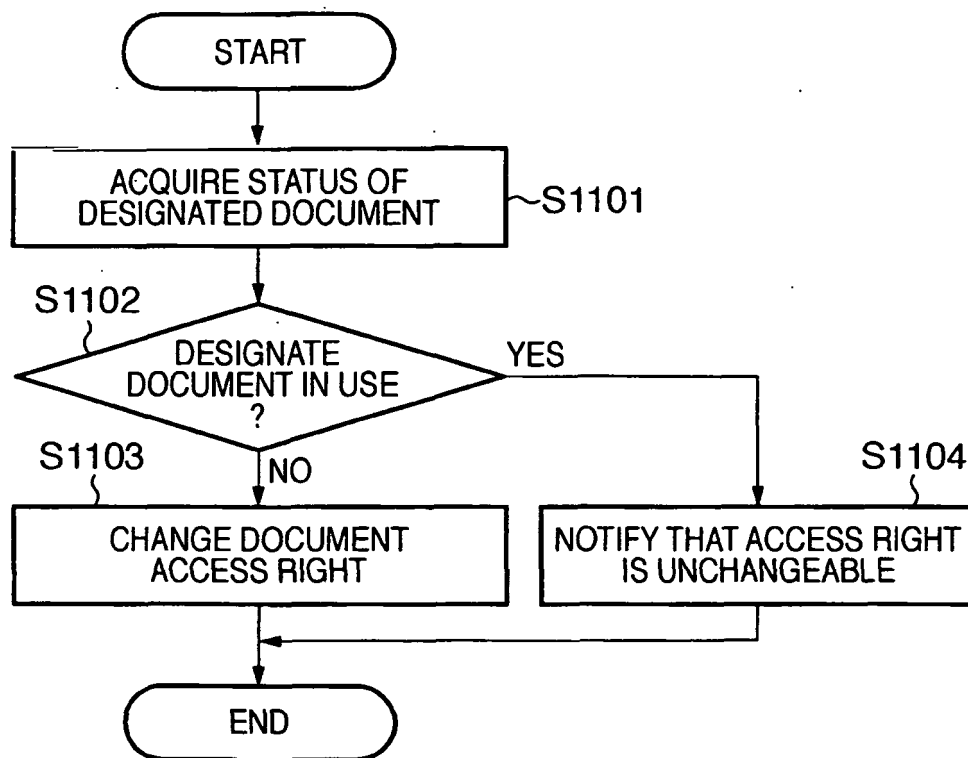 START
ACQUIRE STATUS OF
DESIGNATED DOCUMENT
S1101
S1102
DESIGNATE
DOCUMENT IN USE
?
YES
NO
S1103
CHANGE DOCUMENT
ACCESS RIGHT
S1104
NOTIFY THAT ACCESS RIGHT
IS UNCHANGEABLE
END